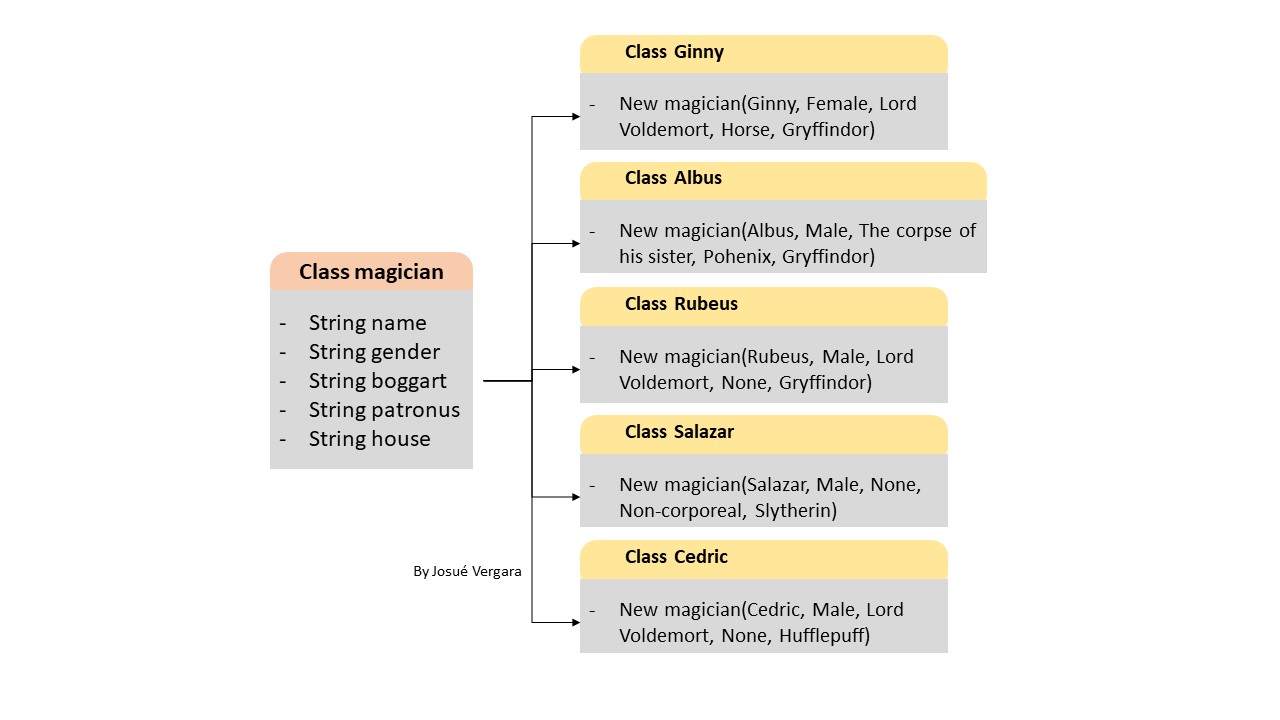 Class magician
- String name
- String gender
- String boggart
- String patronus
- String house
By Josué Vergara
Class Ginny
- New magician(Ginny, Female, Lord
Voldemort, Horse, Gryffindor)
Class Albus
- New magician(Albus, Male, The corpse of
his sister, Pohenix, Gryffindor)
Class Rubeus
- New magician(Rubeus, Male, Lord
Voldemort, None, Gryffindor)
Class Salazar
- New magician(Salazar, Male, None,
Non-corporeal, Slytherin)
Class Cedric
- New magician(Cedric, Male, Lord
Voldemort, None, Hufflepuff)